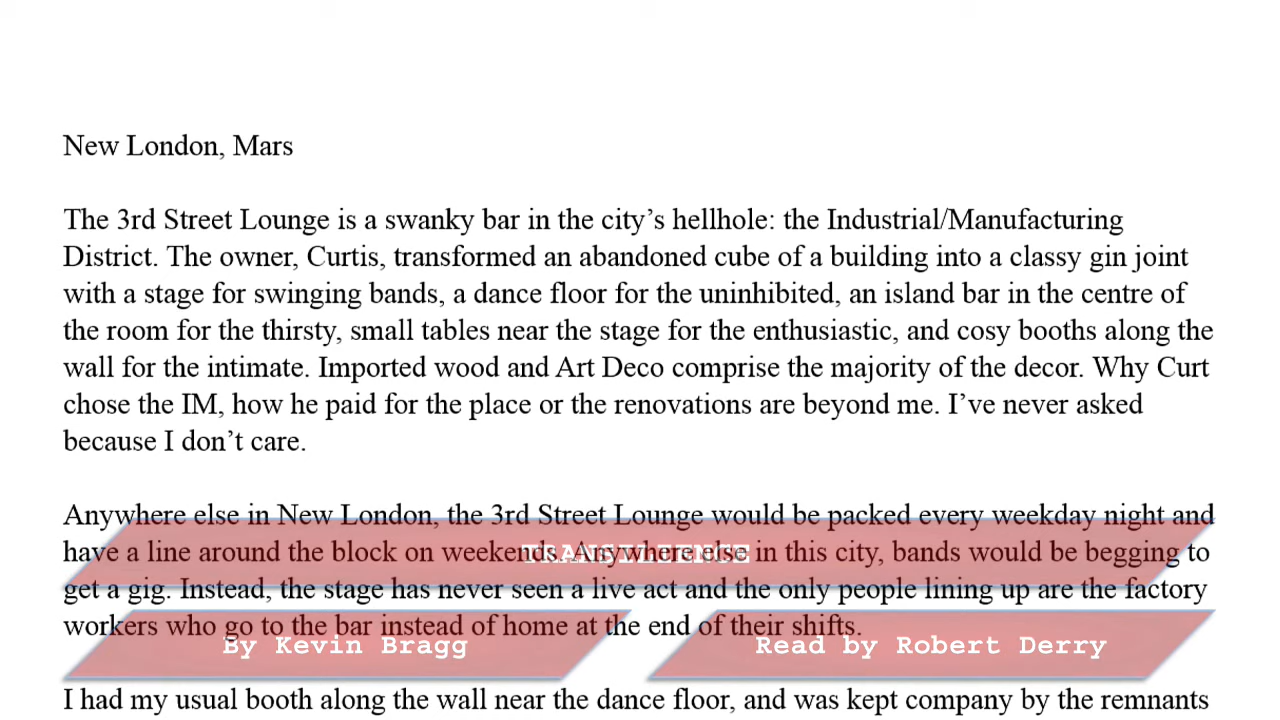 New London, Mars
The 3rd Street Lounge is a swanky bar in the city’s hellhole: the Industrial/Manufacturing
District. The owner, Curtis, transformed an abandoned cube of a building into a classy gin joint
with a stage for swinging bands, a dance floor for the uninhibited, an island bar in the centre of
the room for the thirsty, small tables near the stage for the enthusiastic, and cosy booths along the
wall for the intimate. Imported wood and Art Deco comprise the majority of the decor. Why Curt
chose the IM, how he paid for the place or the renovations are beyond me. I’ve never asked
because I don’t care.
Anywhere else in New London, the 3rd Street Lounge would be packed every weekday night and
have a line around the block on weekends. Anywhere else in this city, bands would be begging to
TRANSILIENCE
get a gig. Instead, the stage has never seen a live act and the only people lining up are the factory
workers who go to the bar instead of home at the end of their shifts.
By Kevin Bragg
Read by Robert Derry
I had my usual booth along the wall near the dance floor, and was kept company by the remnants